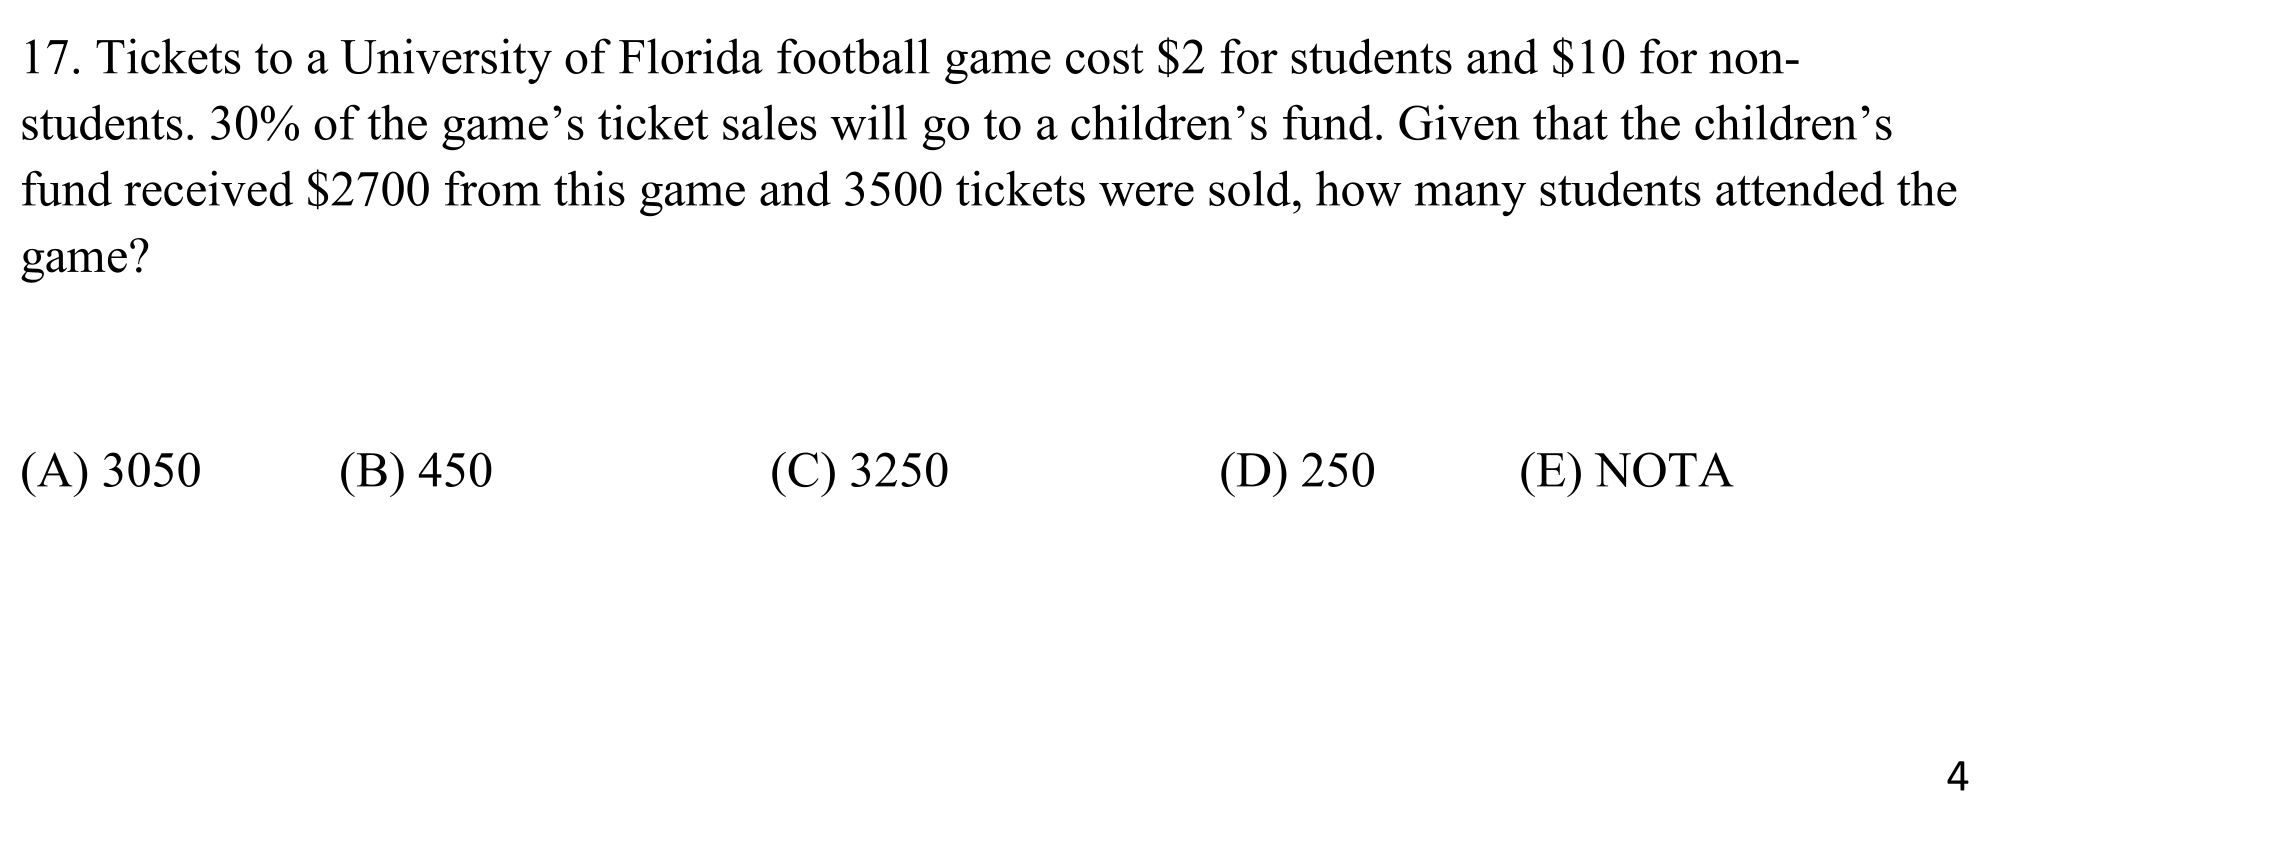 17. Tickets to a University of Florida football game cost $2 for students and $10 for non-
students. 30% of the game’s ticket sales will go to a children’s fund. Given that the children’s
fund received $2700 from this game and 3500 tickets were sold, how many students attended the
game?
(A) 3050 (B) 450 (C) 3250 (D) 250 (E) NOTA
4